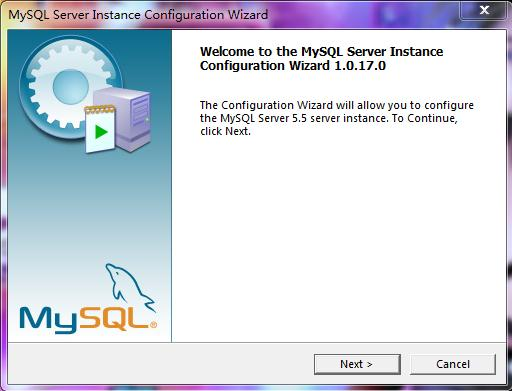 MySQL Server Instance Configuration Wizard
Welcome to the MySQL Server Instance
Configuration Wizard 1.0.17.0
The Configuration Wizard will allow you to configure
the MySQL Server 5.5 server instance. To Continue,
click Next.
MySQL®
Next >
Cancel